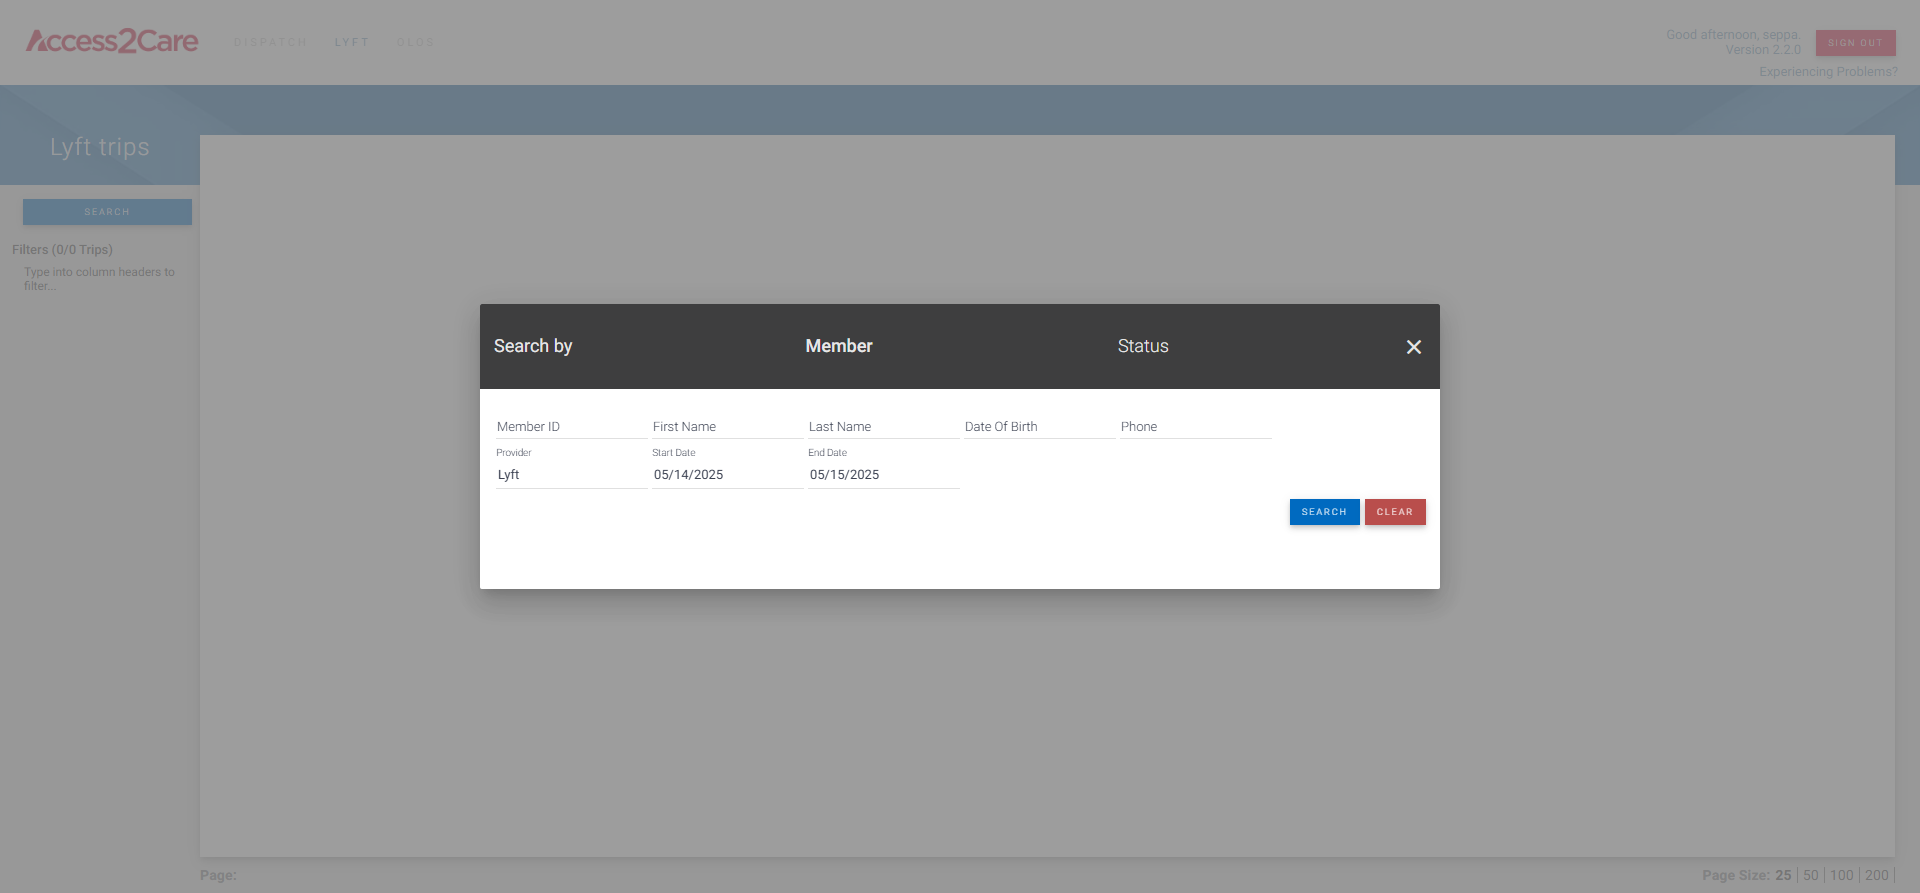 Access2Care
DISPATCH LYFT OLOS
Good afternoon, seppa.
Version 2.2.0
SIGN OUT
Experiencing Problems?
Lyft trips
SEARCH
Filters (0/0 Trips)
Type into column headers to
filter...
Search by Member Status
Member ID First Name Last Name Date Of Birth Phone
Provider Start Date End Date
Lyft 05/14/2025 05/15/2025
SEARCH CLEAR
Page:
Page Size: 25 | 50 | 100 | 200 |